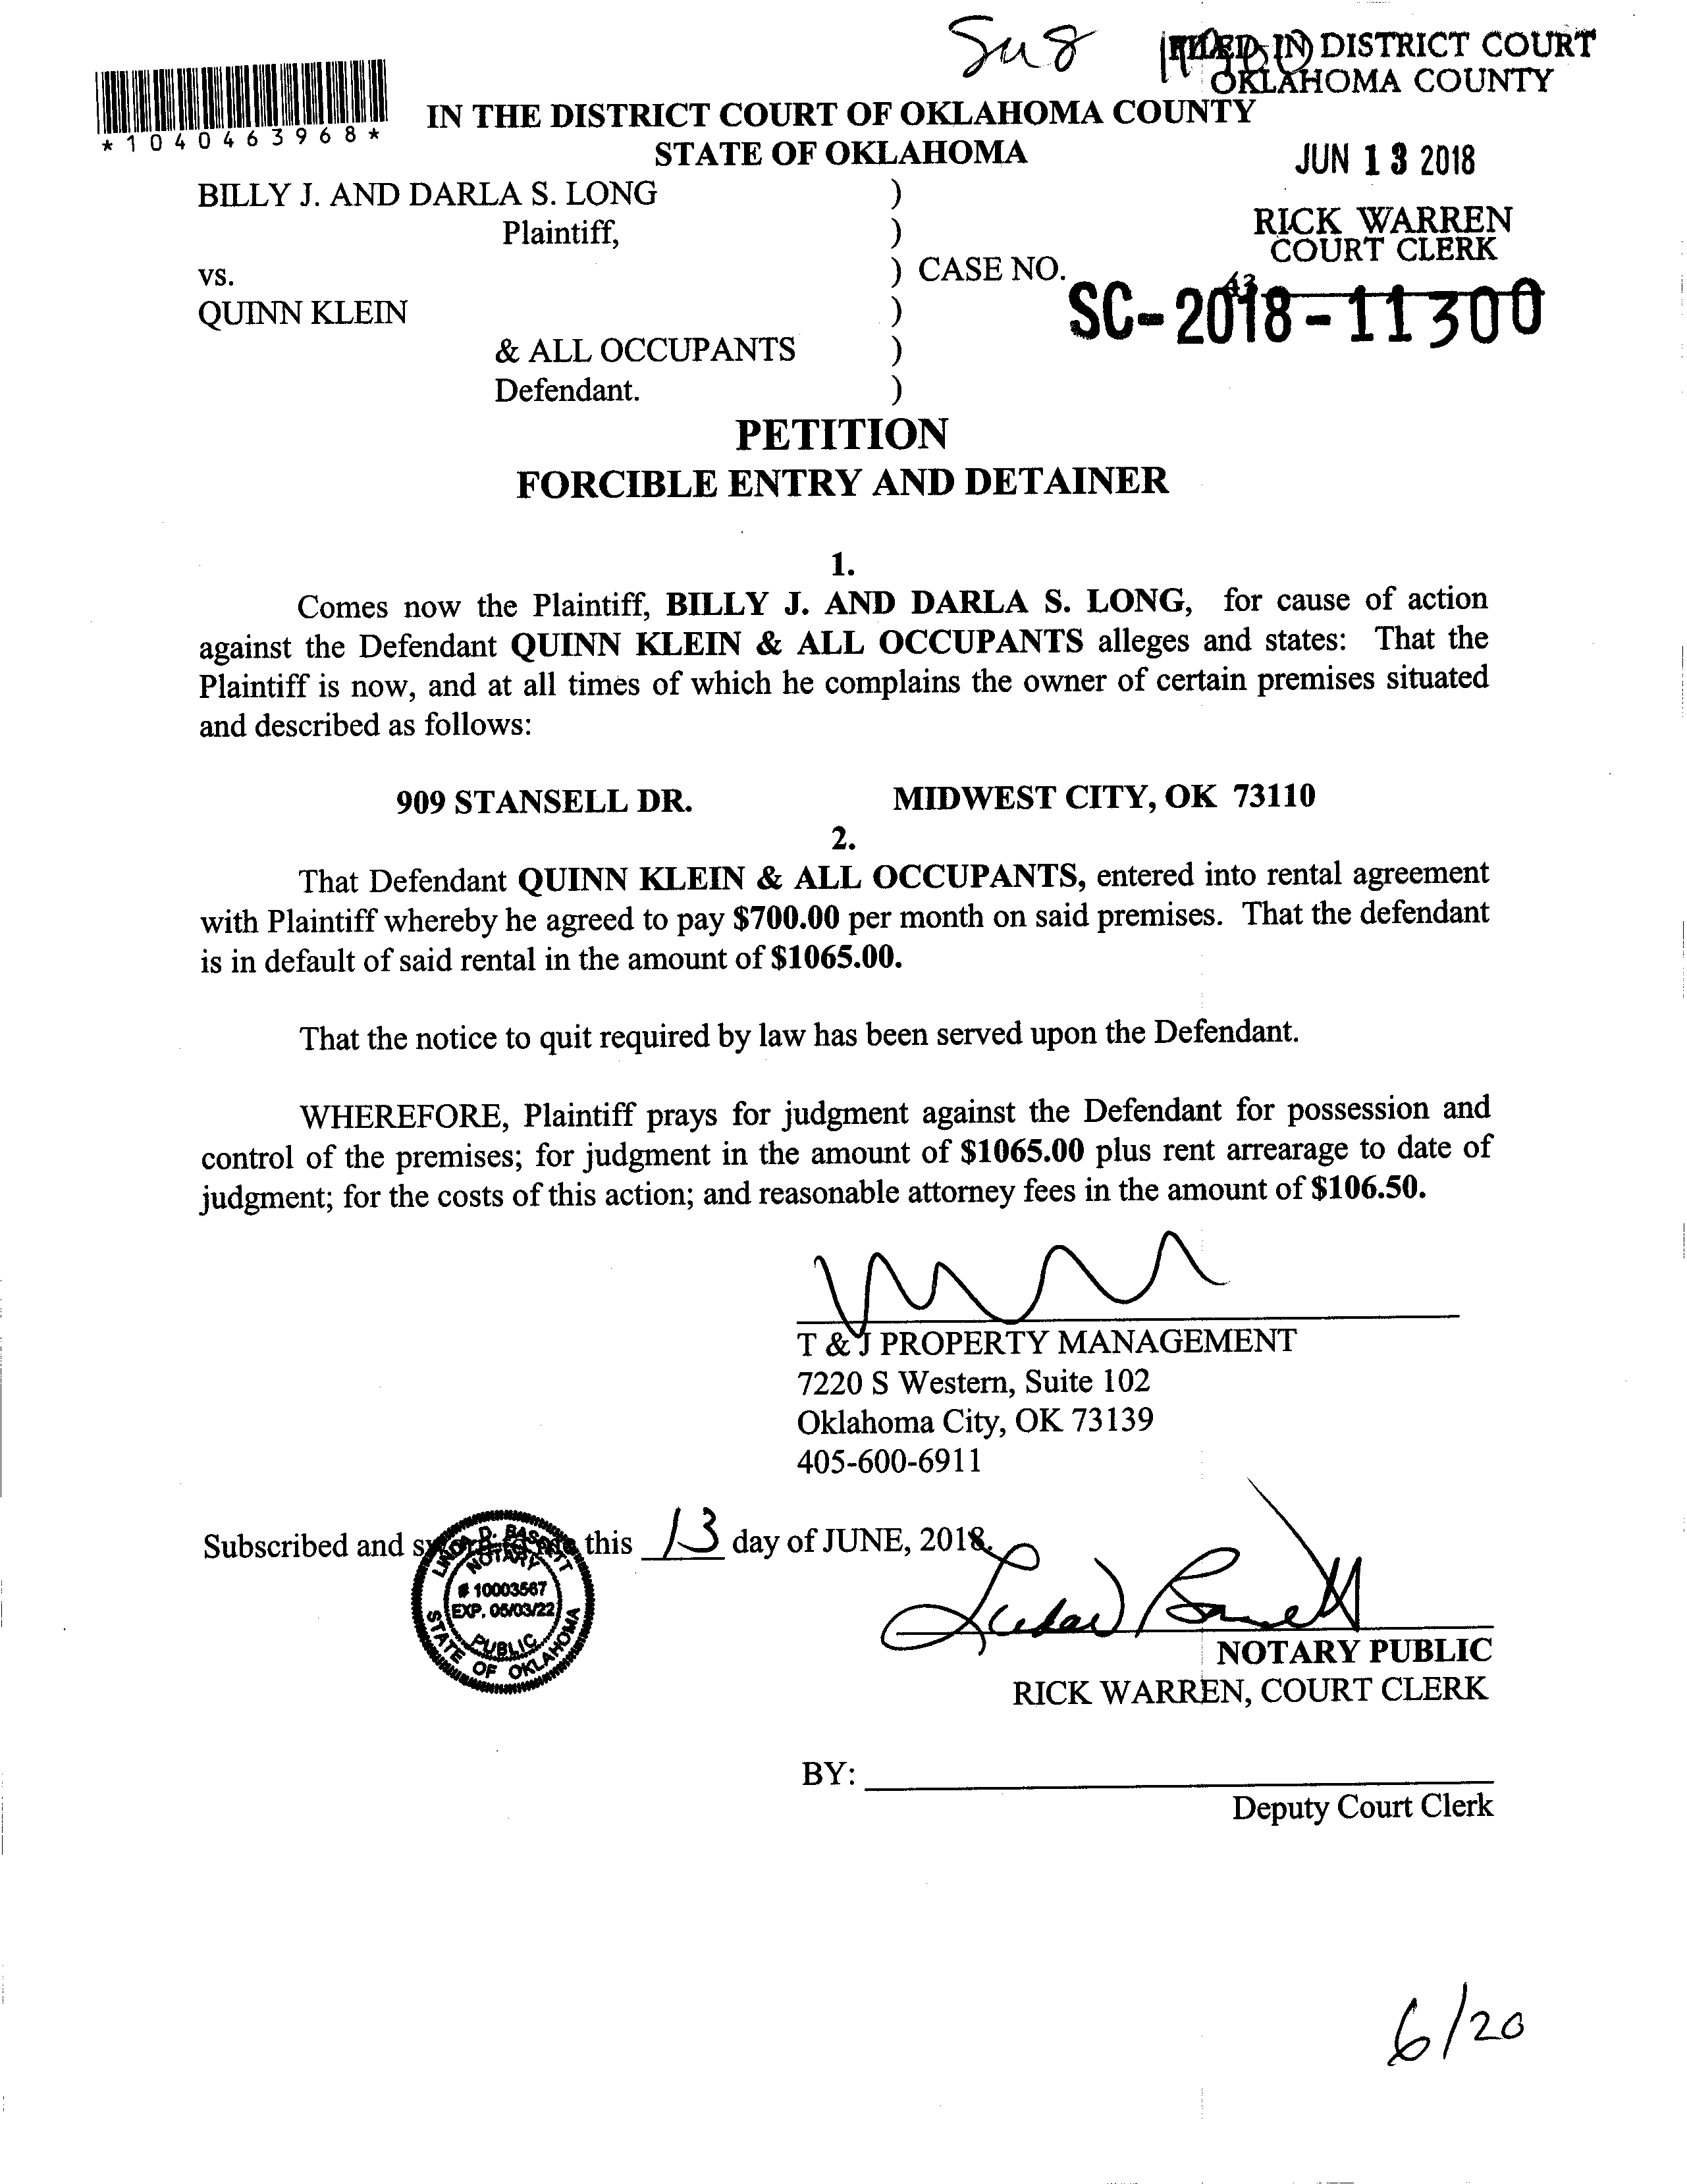 Su8
FILED IN DISTRICT COURT
OKLAHOMA COUNTY
*1040463968*
IN THE DISTRICT COURT OF OKLAHOMA COUNTY
STATE OF OKLAHOMA
JUN 13 2018
BILLY J. AND DARLA S. LONG )
Plaintiff, )
RICK WARREN
COURT CLERK
vs. ) CASE NO.
43
SC-2018-11300
QUINN KLEIN )
& ALL OCCUPANTS )
Defendant. )
PETITION
FORCIBLE ENTRY AND DETAINER
1.
Comes now the Plaintiff, BILLY J. AND DARLA S. LONG, for cause of action
against the Defendant QUINN KLEIN & ALL OCCUPANTS alleges and states: That the
Plaintiff is now, and at all times of which he complains the owner of certain premises situated
and described as follows:
909 STANSELL DR. MIDWEST CITY, OK 73110
2.
That Defendant QUINN KLEIN & ALL OCCUPANTS, entered into rental agreement
with Plaintiff whereby he agreed to pay $700.00 per month on said premises. That the defendant
is in default of said rental in the amount of $1065.00.
That the notice to quit required by law has been served upon the Defendant.
WHEREFORE, Plaintiff prays for judgment against the Defendant for possession and
control of the premises; for judgment in the amount of $1065.00 plus rent arrearage to date of
judgment; for the costs of this action; and reasonable attorney fees in the amount of $106.50.
T & J PROPERTY MANAGEMENT
7220 S Western, Suite 102
Oklahoma City, OK 73139
405-600-6911
Subscribed and sworn to me this 13 day of JUNE, 2018.
LINDA D. BASSETT
NOTARY
# 10003567
EXP. 05/03/22
PUBLIC
STATE OF OKLAHOMA
Linda D Bassett
NOTARY PUBLIC
RICK WARREN, COURT CLERK
BY:
Deputy Court Clerk
6/20